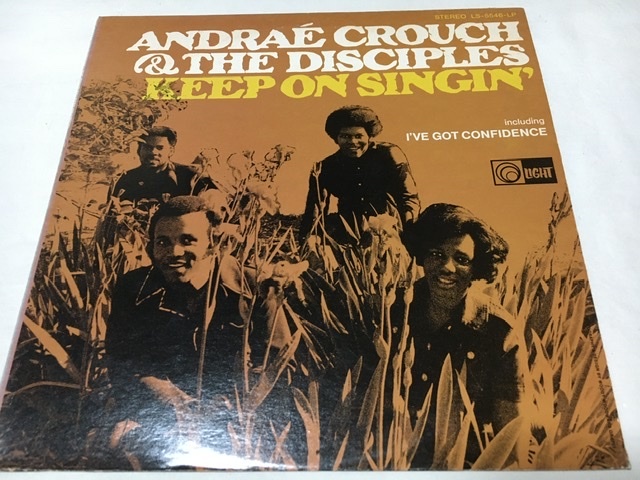 STEREO LS-5546-LP
ANDRAÉ CROUCH
& THE DISCIPLES
KEEP ON SINGIN'
including
I'VE GOT CONFIDENCE
LIGHT